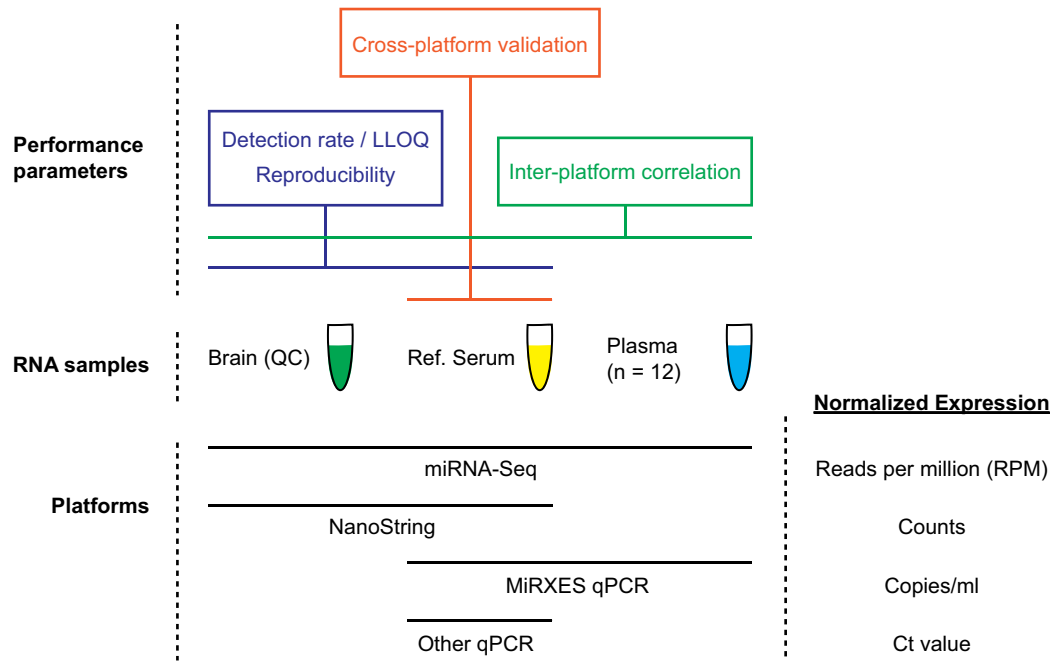 Cross-platform validation
Performance
parameters
Detection rate / LLOQ
Reproducibility
Inter-platform correlation
RNA samples
Brain (QC)
Ref. Serum
Plasma
(n = 12)
Normalized Expression
Platforms
miRNA-Seq
Reads per million (RPM)
NanoString
Counts
MiRXES qPCR
Copies/ml
Other qPCR
Ct value